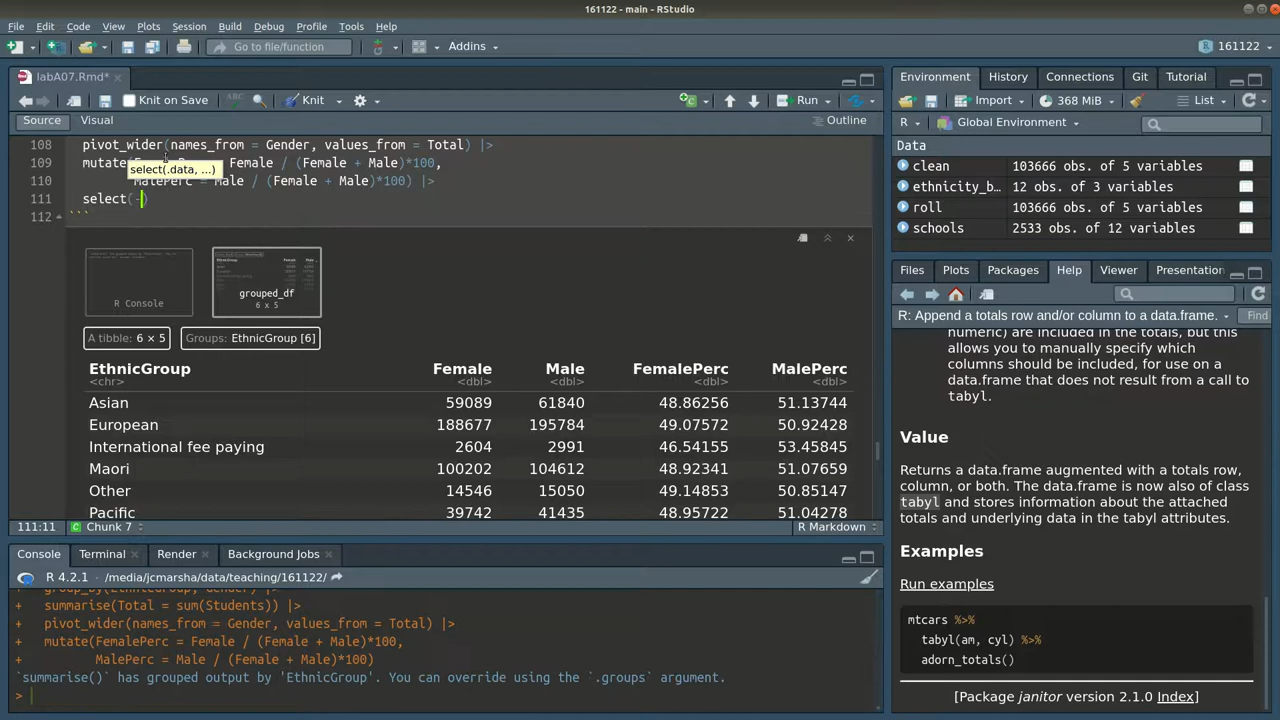 161122 - main - RStudio
File Edit Code View Plots Session Build Debug Profile Tools Help
Go to file/function
Addins
161122
labA07.Rmd*
Knit on Save
ABC
Knit
Run
Source
Visual
Outline
108 pivot_wider(names_from = Gender, values_from = Total) |>
109 mutate( Female / (Female + Male)*100,
select(.data, ...)
110 MalePerc = Male / (Female + Male)*100) |>
111 select(-)
112 ```
R Console
grouped_df
6 x 5
A tibble: 6 × 5
Groups: EthnicGroup [6]
EthnicGroup Female Male FemalePerc MalePerc
<chr> <dbl> <dbl> <dbl> <dbl>
Asian 59089 61840 48.86256 51.13744
European 188677 195784 49.07572 50.92428
International fee paying 2604 2991 46.54155 53.45845
Maori 100202 104612 48.92341 51.07659
Other 14546 15050 49.14853 50.85147
Pacific 39742 41435 48.95722 51.04278
111:11
C Chunk 7
R Markdown
Console Terminal Render Background Jobs
R 4.2.1 · /media/jcmarsha/data/teaching/161122/
+ group_by(EthnicGroup, Gender) |>
+ summarise(Total = sum(Students)) |>
+ pivot_wider(names_from = Gender, values_from = Total) |>
+ mutate(FemalePerc = Female / (Female + Male)*100,
+ MalePerc = Male / (Female + Male)*100)
`summarise()` has grouped output by 'EthnicGroup'. You can override using the `.groups` argument.
>
Environment History Connections Git Tutorial
Import
368 MiB
List
R
Global Environment
Data
clean 103666 obs. of 5 variables
ethnicity_b… 12 obs. of 3 variables
roll 103666 obs. of 5 variables
schools 2533 obs. of 12 variables
Files Plots Packages Help Viewer Presentation
R: Append a totals row and/or column to a data.frame.
Find
numeric) are included in the totals, but this
allows you to manually specify which
columns should be included, for use on a
data.frame that does not result from a call to
tabyl.
Value
Returns a data.frame augmented with a totals row,
column, or both. The data.frame is now also of class
tabyl and stores information about the attached
totals and underlying data in the tabyl attributes.
Examples
Run examples
mtcars %>%
tabyl(am, cyl) %>%
adorn_totals()
[Package janitor version 2.1.0 Index]